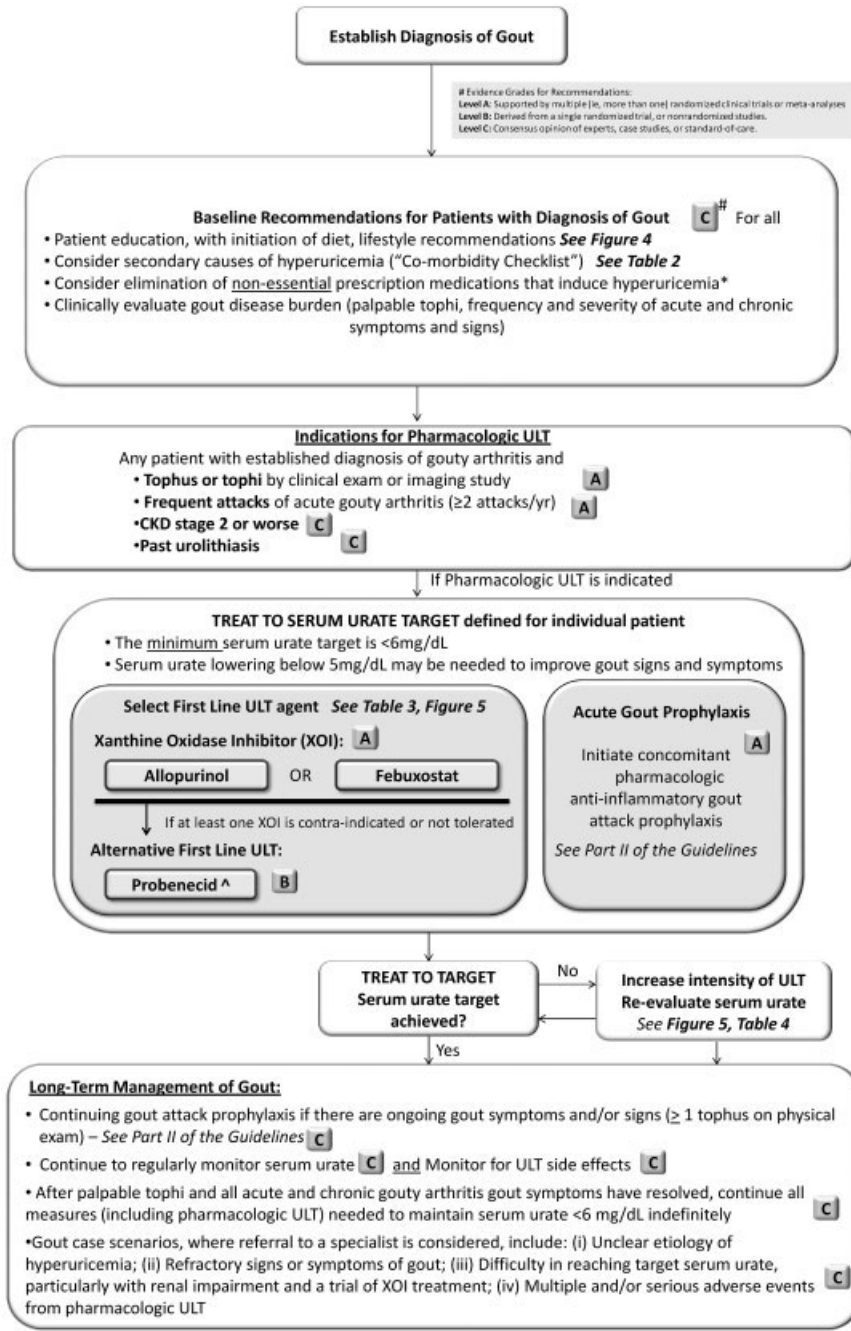 Establish Diagnosis of Gout
# Evidence Grades for Recommendations:
Level A: Supported by multiple (ie, more than one) randomized clinical trials or meta-analyses
Level B: Derived from a single randomized trial, or nonrandomized studies.
Level C: Consensus opinion of experts, case studies, or standard-of-care.
Baseline Recommendations for Patients with Diagnosis of Gout C # For all
• Patient education, with initiation of diet, lifestyle recommendations See Figure 4
• Consider secondary causes of hyperuricemia (“Co-morbidity Checklist”) See Table 2
• Consider elimination of non-essential prescription medications that induce hyperuricemia*
• Clinically evaluate gout disease burden (palpable tophi, frequency and severity of acute and chronic
symptoms and signs)
Indications for Pharmacologic ULT
Any patient with established diagnosis of gouty arthritis and
• Tophus or tophi by clinical exam or imaging study A
• Frequent attacks of acute gouty arthritis (≥2 attacks/yr) A
•CKD stage 2 or worse C
•Past urolithiasis C
If Pharmacologic ULT is indicated
TREAT TO SERUM URATE TARGET defined for individual patient
• The minimum serum urate target is <6mg/dL
• Serum urate lowering below 5mg/dL may be needed to improve gout signs and symptoms
Select First Line ULT agent See Table 3, Figure 5
Xanthine Oxidase Inhibitor (XOI): A
Allopurinol OR Febuxostat
If at least one XOI is contra-indicated or not tolerated
Alternative First Line ULT:
Probenecid ^ B
Acute Gout Prophylaxis
A
Initiate concomitant
pharmacologic
anti-inflammatory gout
attack prophylaxis
See Part II of the Guidelines
TREAT TO TARGET
Serum urate target
achieved?
No
Increase intensity of ULT
Re-evaluate serum urate
See Figure 5, Table 4
Yes
Long-Term Management of Gout:
• Continuing gout attack prophylaxis if there are ongoing gout symptoms and/or signs (≥ 1 tophus on physical
exam) – See Part II of the Guidelines C
• Continue to regularly monitor serum urate C and Monitor for ULT side effects C
• After palpable tophi and all acute and chronic gouty arthritis gout symptoms have resolved, continue all
measures (including pharmacologic ULT) needed to maintain serum urate <6 mg/dL indefinitely C
•Gout case scenarios, where referral to a specialist is considered, include: (i) Unclear etiology of
hyperuricemia; (ii) Refractory signs or symptoms of gout; (iii) Difficulty in reaching target serum urate,
particularly with renal impairment and a trial of XOI treatment; (iv) Multiple and/or serious adverse events C
from pharmacologic ULT